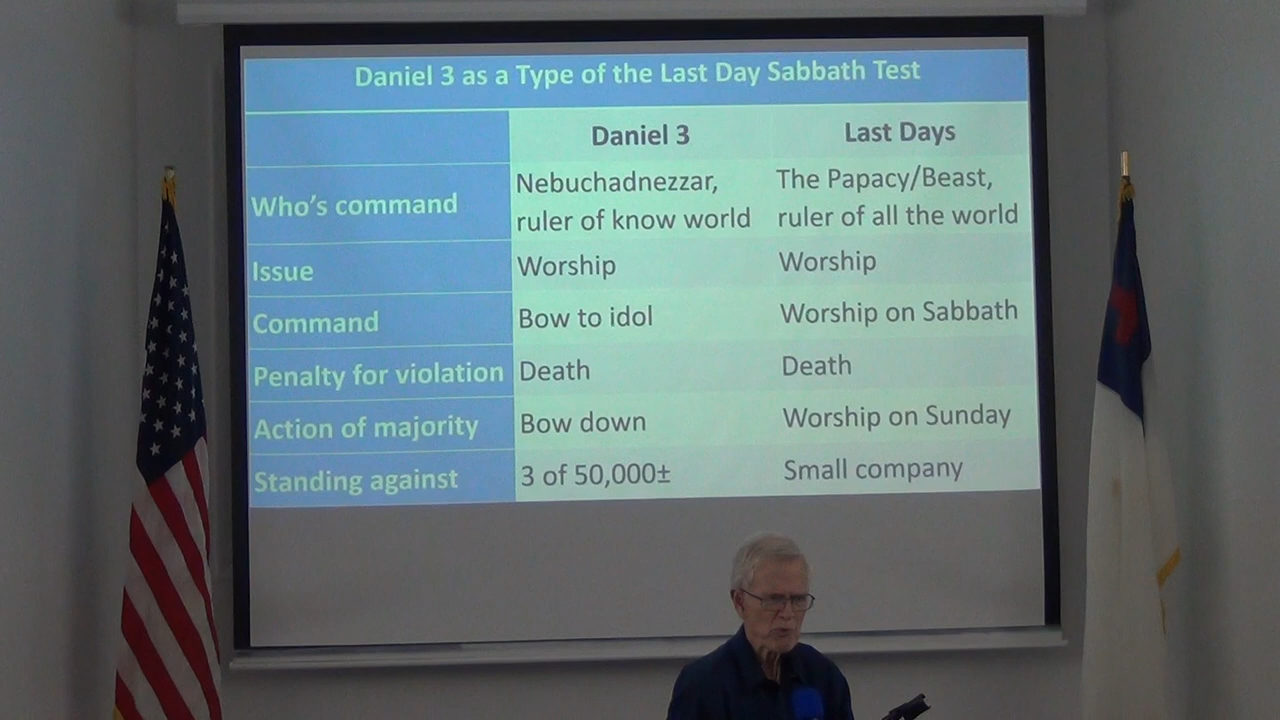 Daniel 3 as a Type of the Last Day Sabbath Test
Daniel 3 Last Days
Who's command Nebuchadnezzar, ruler of know world The Papacy/Beast, ruler of all the world
Issue Worship Worship
Command Bow to idol Worship on Sabbath
Penalty for violation Death Death
Action of majority Bow down Worship on Sunday
Standing against 3 of 50,000± Small company